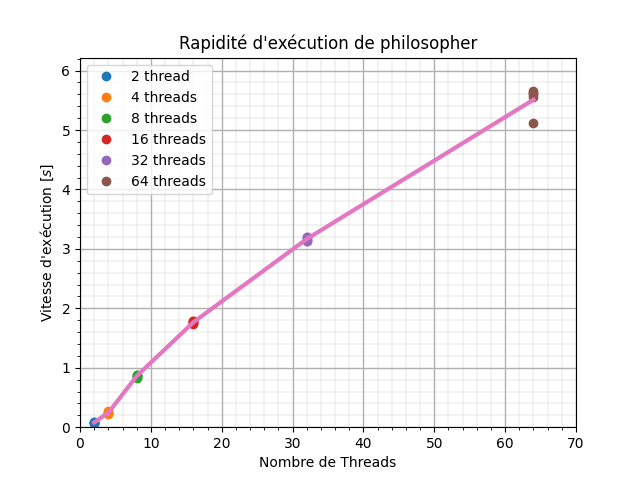 Rapidité d'exécution de philosopher
2 thread
4 threads
8 threads
16 threads
32 threads
64 threads
Vitesse d'exécution [s]
6
5
4
3
2
1
0
0 10 20 30 40 50 60 70
Nombre de Threads